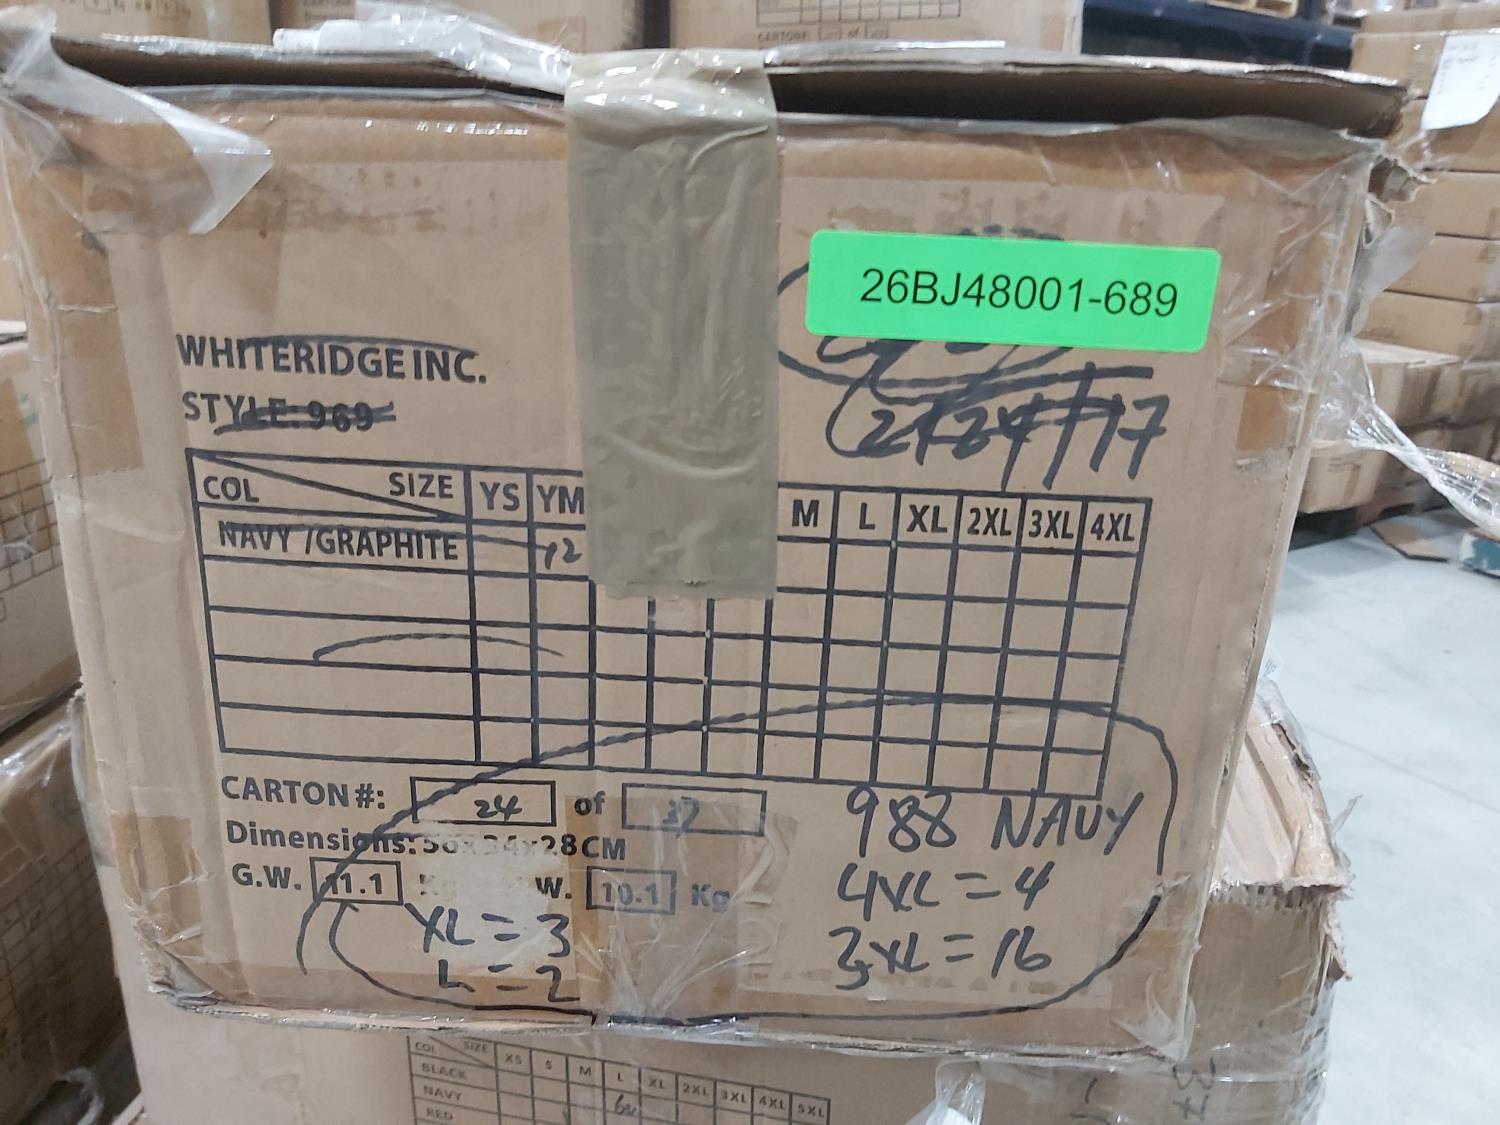 26BJ48001-689
WHITERIDGE INC.
STYLE: 969
COL SIZE YS YM M L XL 2XL 3XL 4XL
NAVY / GRAPHITE 12
CARTON #: 24 of 37
Dimensions: 56x34x28CM
G.W. 11.1 W. 10.1 Kg
988 NAVY
4XL = 4
3XL = 16
XL = 3
L = 2
COL SIZE XS S M L XL 2XL 3XL 4XL 5XL
BLACK
NAVY
RED